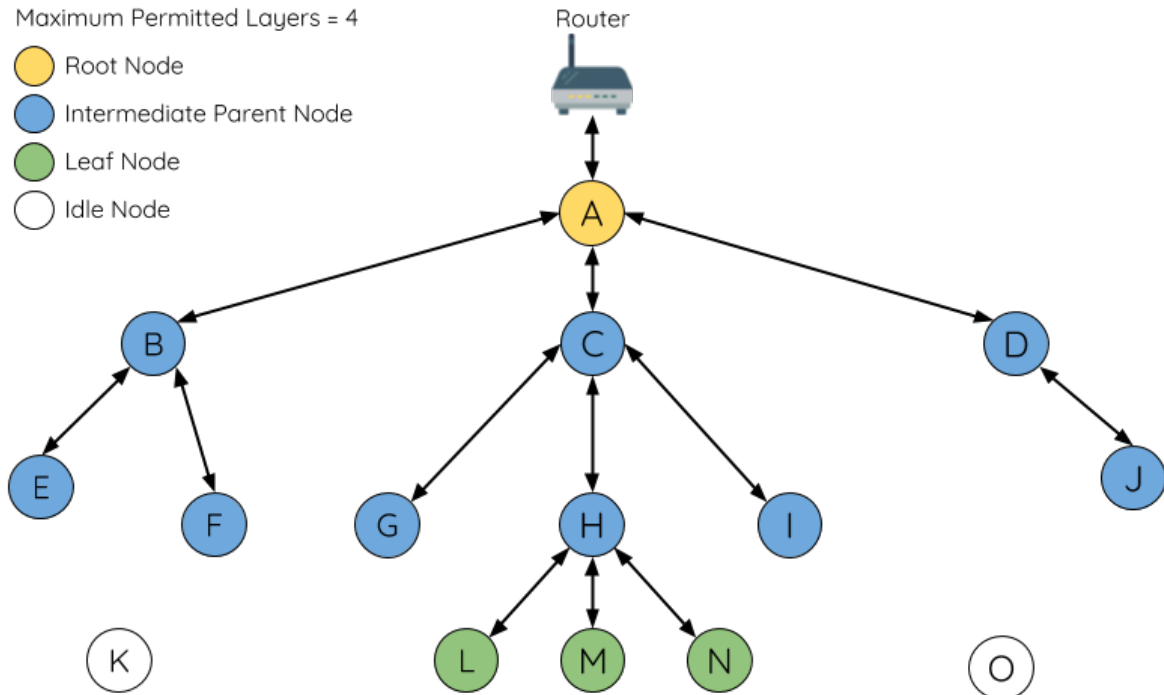 Maximum Permitted Layers = 4
Router
Root Node
Intermediate Parent Node
Leaf Node
Idle Node
A
B
C
D
E
F
G
H
I
J
K
L
M
N
O